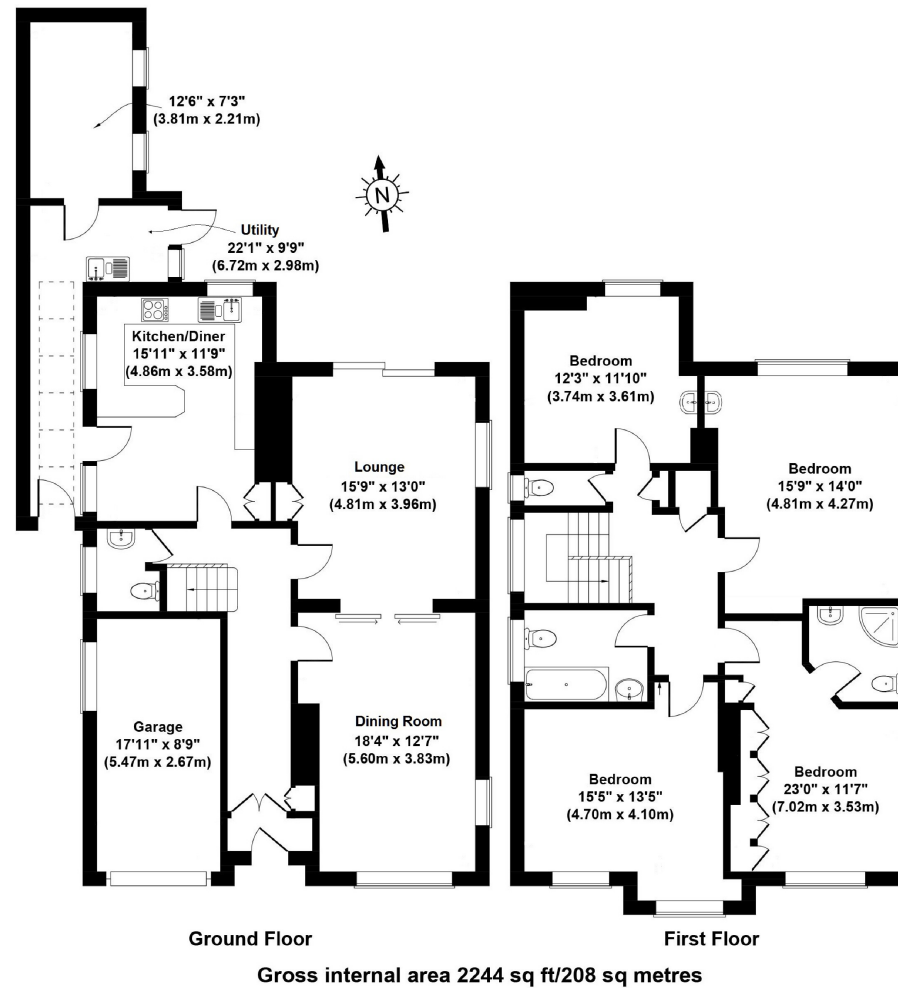 12'6" x 7'3"
(3.81m x 2.21m)
N
Utility
22'1" x 9'9"
(6.72m x 2.98m)
Kitchen/Diner
15'11" x 11'9"
(4.86m x 3.58m)
Lounge
15'9" x 13'0"
(4.81m x 3.96m)
Garage
17'11" x 8'9"
(5.47m x 2.67m)
Dining Room
18'4" x 12'7"
(5.60m x 3.83m)
Bedroom
12'3" x 11'10"
(3.74m x 3.61m)
Bedroom
15'9" x 14'0"
(4.81m x 4.27m)
Bedroom
15'5" x 13'5"
(4.70m x 4.10m)
Bedroom
23'0" x 11'7"
(7.02m x 3.53m)
Ground Floor
First Floor
Gross internal area 2244 sq ft/208 sq metres